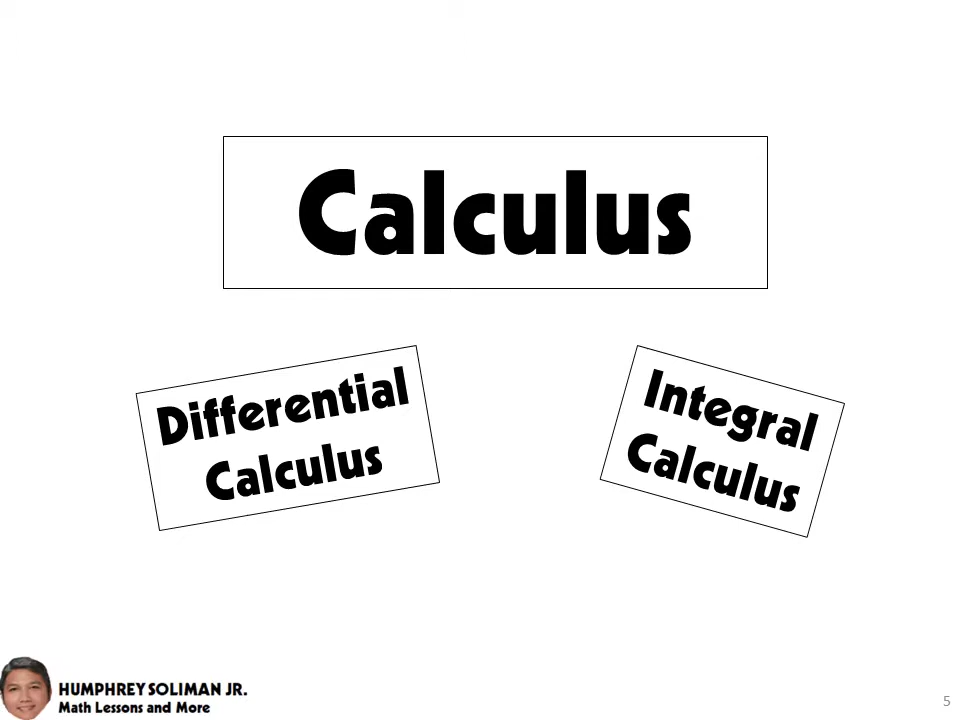 Calculus
Differential
Calculus
Integral
Calculus
HUMPHREY SOLIMAN JR.
Math Lessons and More
5